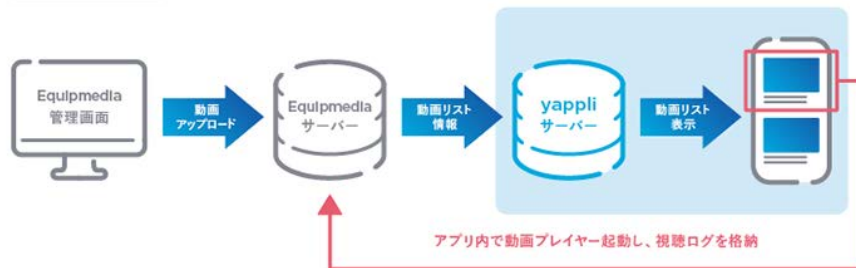 Equipmedia
管理画面
動画
アップロード
Equipmedia
サーバー
動画リスト
情報
yappli
サーバー
動画リスト
表示
アプリ内で動画プレイヤー起動し、視聴ログを格納